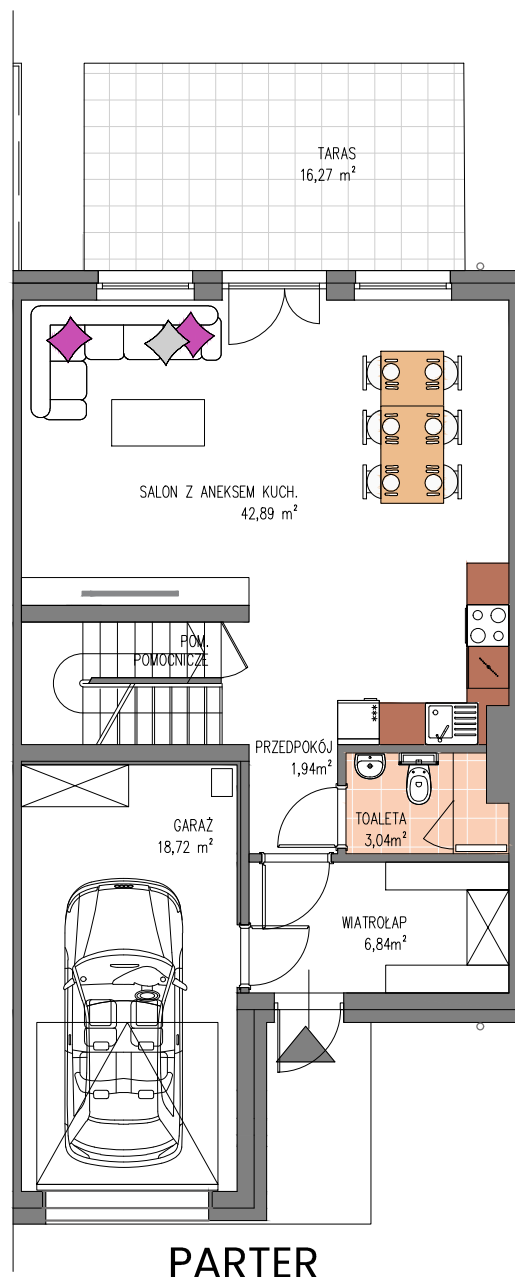 TARAS
16,27 m²
SALON Z ANEKSEM KUCH.
42,89 m²
POM.
POMOCNICZE
PRZEDPOKÓJ
1,94m²
GARAŻ
18,72 m²
TOALETA
3,04m²
WIATROŁAP
6,84m²
PARTER